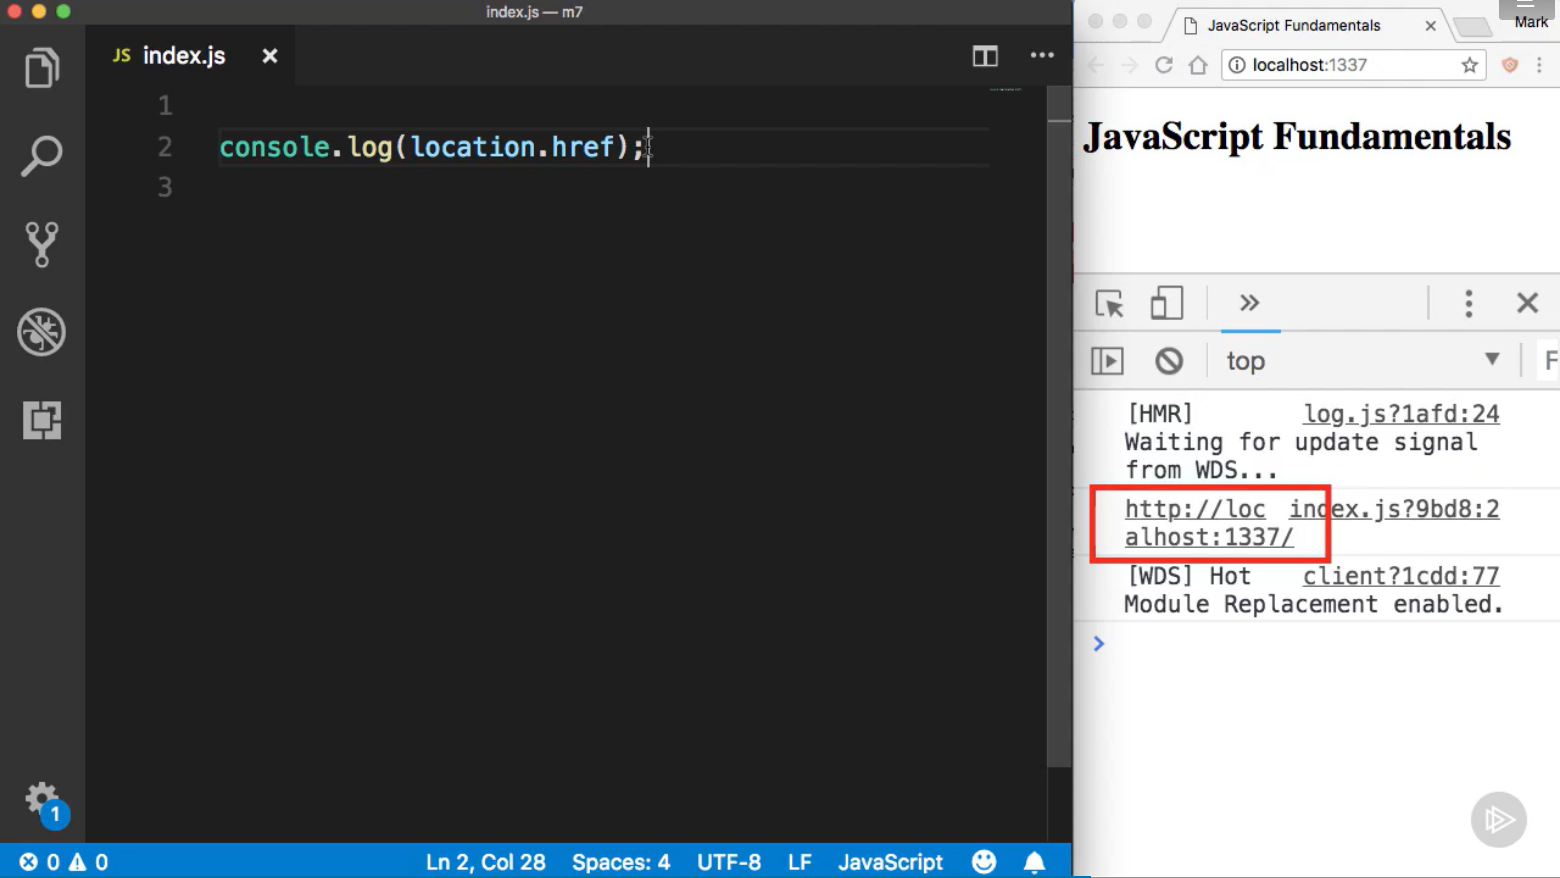 index.js — m7
JS index.js
1
2 console.log(location.href);
3
1
0 0
Ln 2, Col 28 Spaces: 4 UTF-8 LF JavaScript
JavaScript Fundamentals
Mark
localhost:1337
JavaScript Fundamentals
top
F
[HMR] log.js?1afd:24
Waiting for update signal
from WDS...
http://loc index.js?9bd8:2
alhost:1337/
[WDS] Hot client?1cdd:77
Module Replacement enabled.